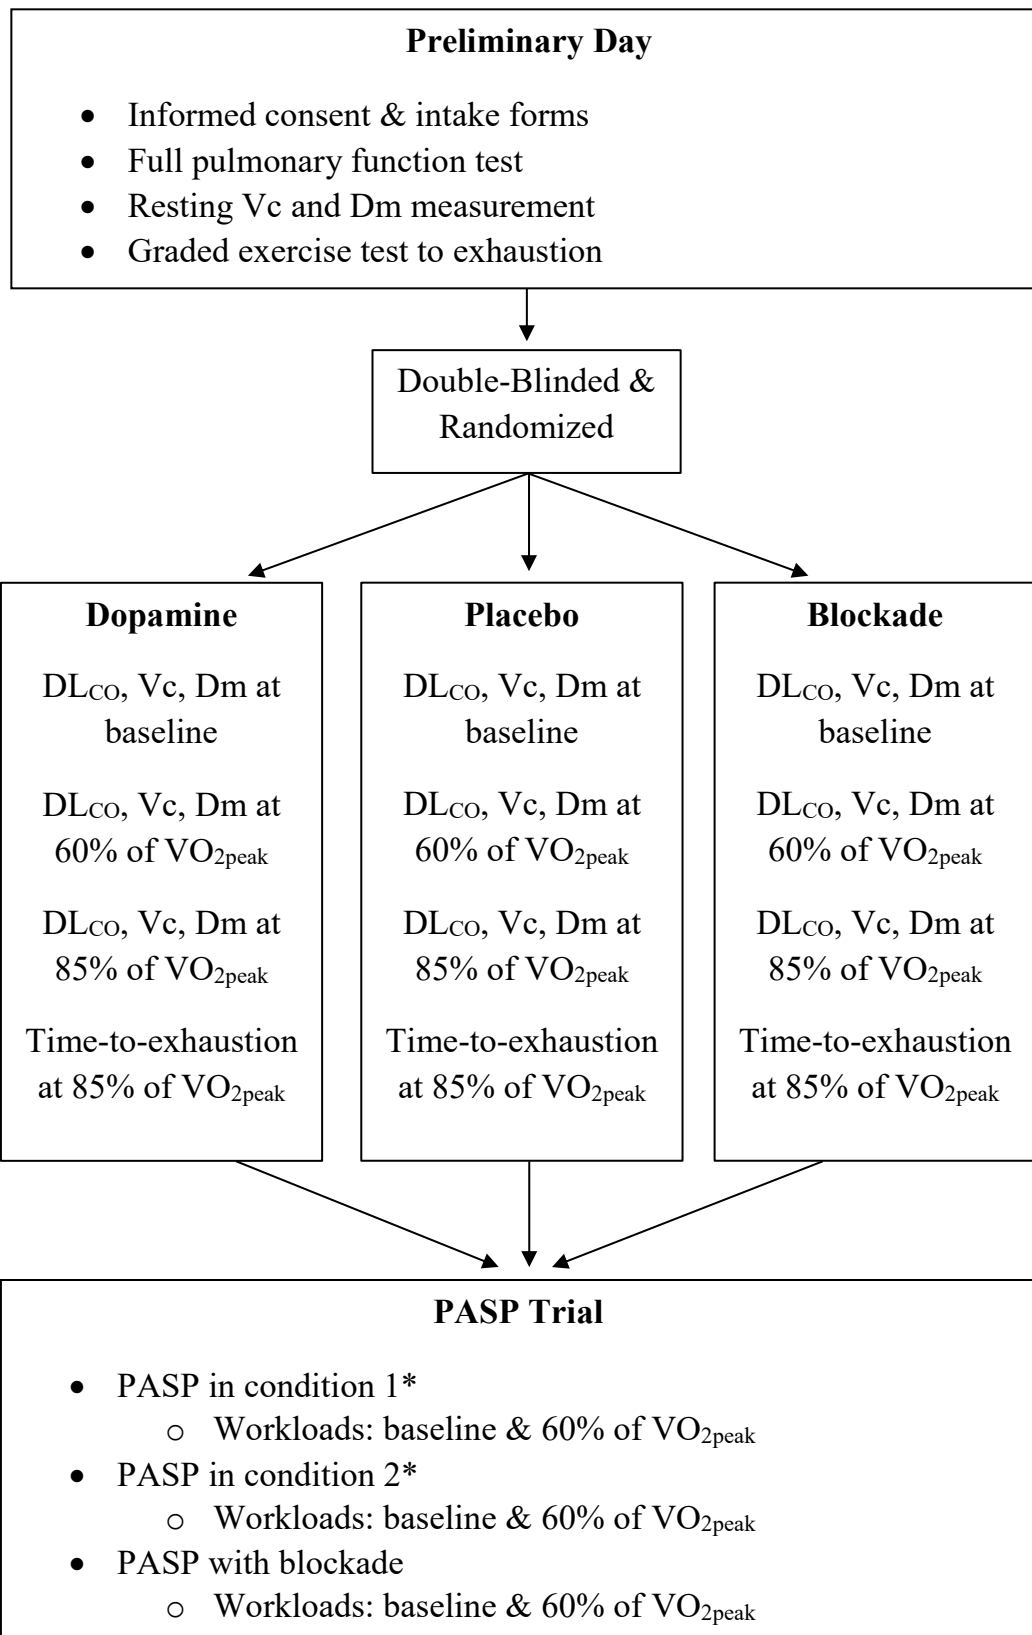 Preliminary Day
• Informed consent & intake forms
• Full pulmonary function test
• Resting Vc and Dm measurement
• Graded exercise test to exhaustion
Double-Blinded &
Randomized
Dopamine
DLCO, Vc, Dm at
baseline
DLCO, Vc, Dm at
60% of VO2peak
DLCO, Vc, Dm at
85% of VO2peak
Time-to-exhaustion
at 85% of VO2peak
Placebo
DLCO, Vc, Dm at
baseline
DLCO, Vc, Dm at
60% of VO2peak
DLCO, Vc, Dm at
85% of VO2peak
Time-to-exhaustion
at 85% of VO2peak
Blockade
DLCO, Vc, Dm at
baseline
DLCO, Vc, Dm at
60% of VO2peak
DLCO, Vc, Dm at
85% of VO2peak
Time-to-exhaustion
at 85% of VO2peak
PASP Trial
• PASP in condition 1*
o Workloads: baseline & 60% of VO2peak
• PASP in condition 2*
o Workloads: baseline & 60% of VO2peak
• PASP with blockade
o Workloads: baseline & 60% of VO2peak